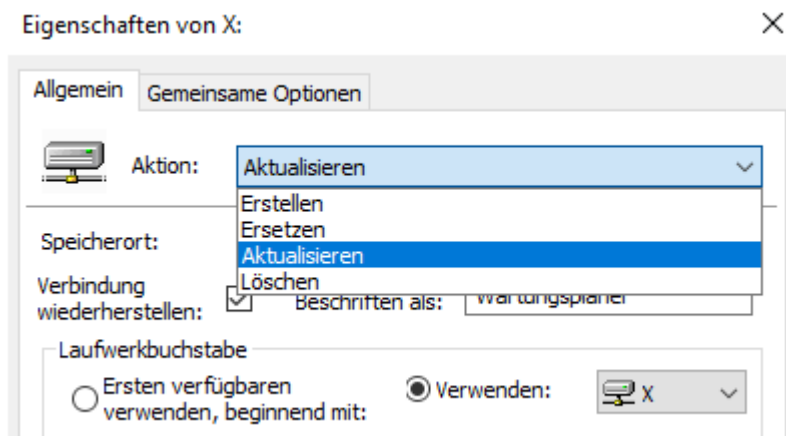 Eigenschaften von X:
Allgemein
Gemeinsame Optionen
Aktion:
Aktualisieren
Erstellen
Ersetzen
Aktualisieren
Löschen
Speicherort:
Verbindung
wiederherstellen:
Beschriften als:
Wartungsplaner
Laufwerkbuchstabe
Ersten verfügbaren
verwenden, beginnend mit:
Verwenden:
X